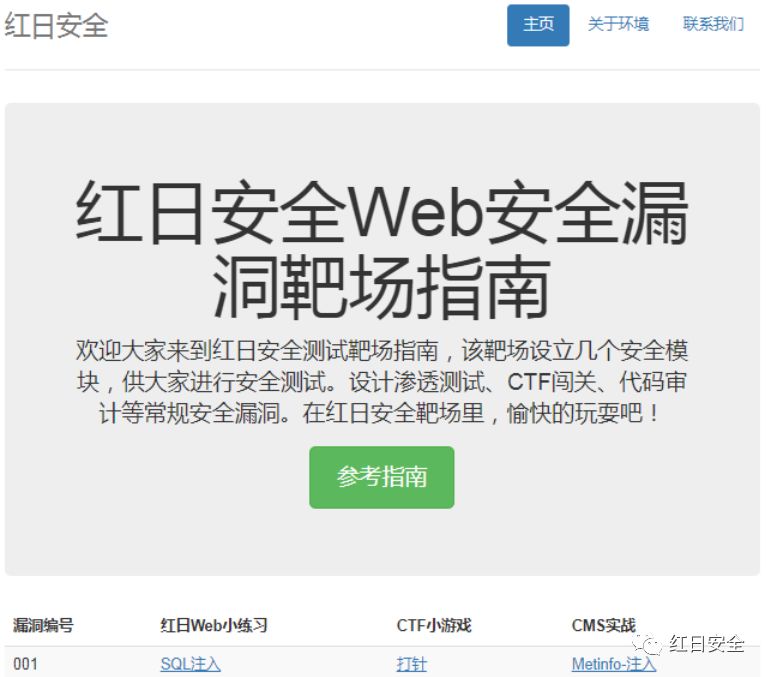 红日安全
主页 关于环境 联系我们
红日安全Web安全漏
洞靶场指南
欢迎大家来到红日安全测试靶场指南，该靶场设立几个安全模
块，供大家进行安全测试。设计渗透测试、CTF闯关、代码审
计等常规安全漏洞。在红日安全靶场里，愉快的玩耍吧！
参考指南
漏洞编号 红日Web小练习 CTF小游戏 CMS实战
红日安全
001 SQL注入 打针 Metinfo-注入